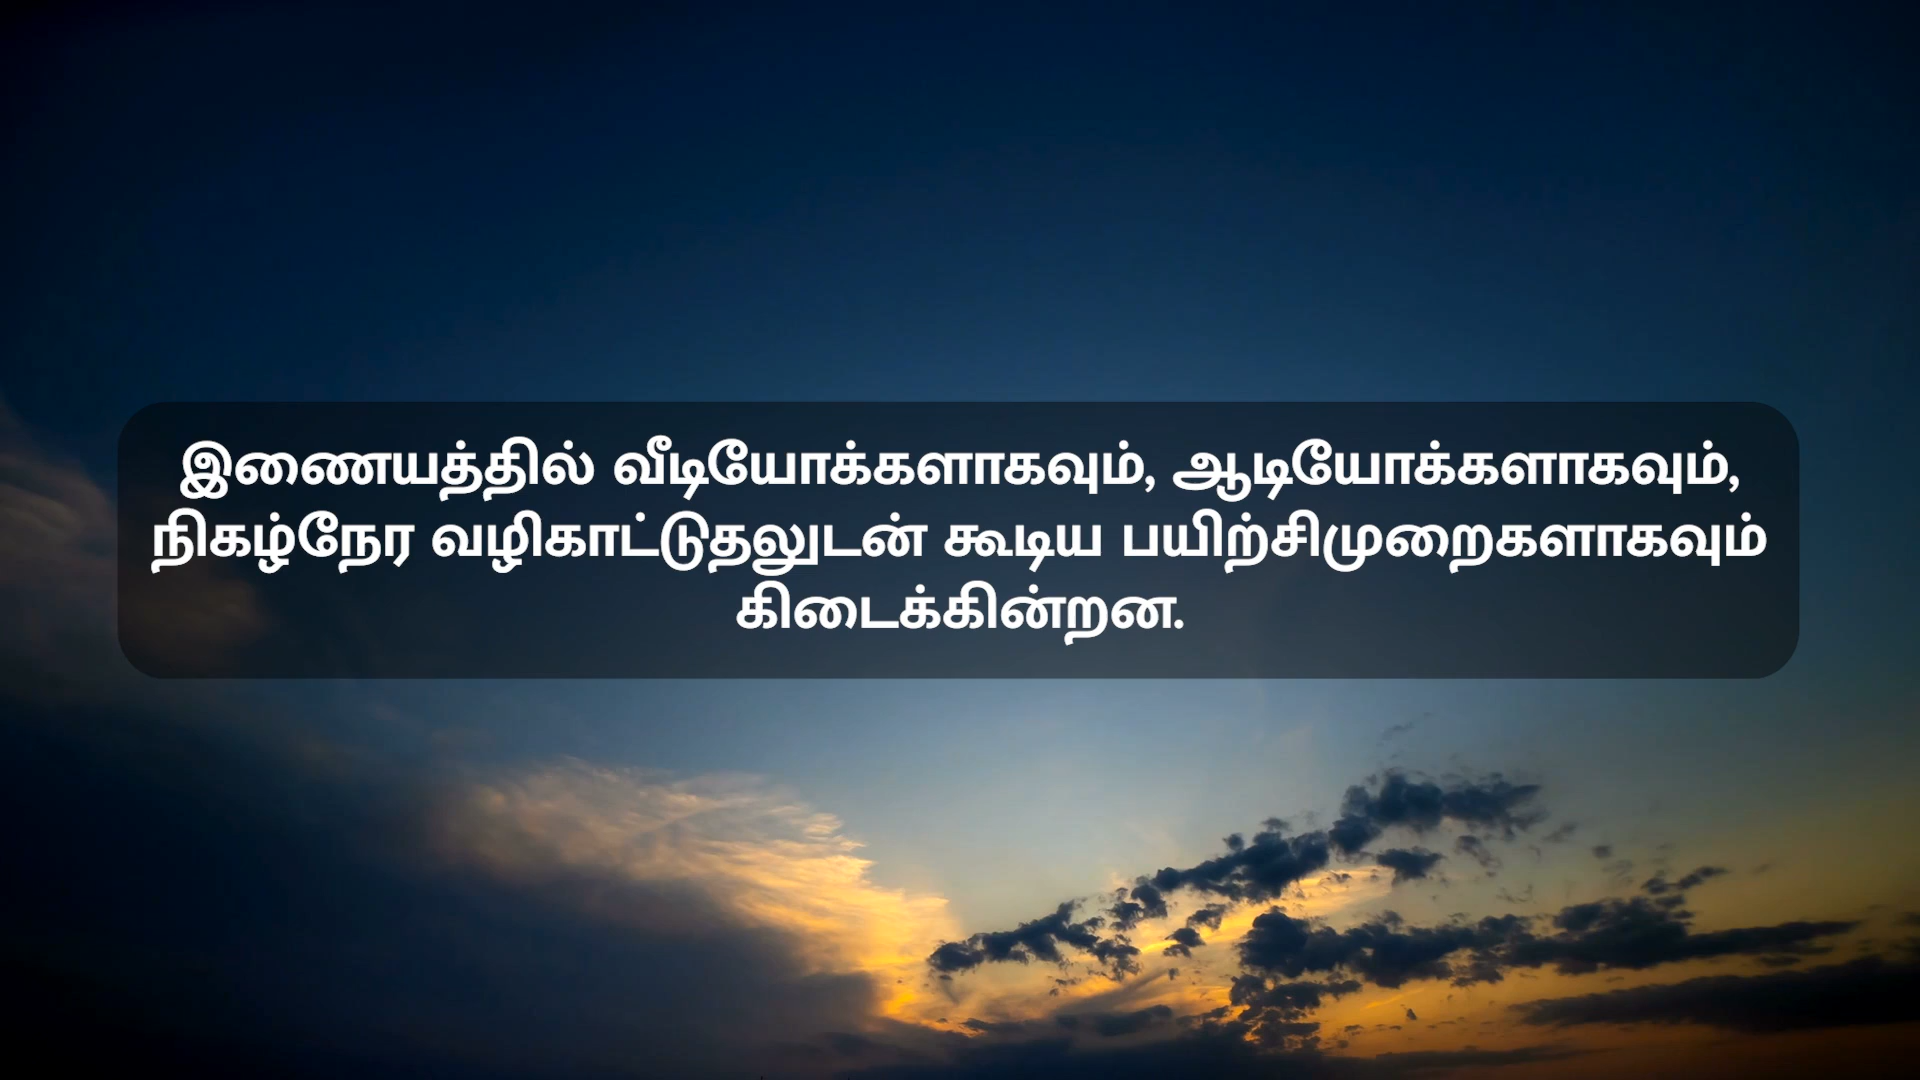 இணையத்தில் வீடியோக்களாகவும், ஆடியோக்களாகவும்,
நிகழ்நேர வழிகாட்டுதலுடன் கூடிய பயிற்சிமுறைகளாகவும்
கிடைக்கின்றன.